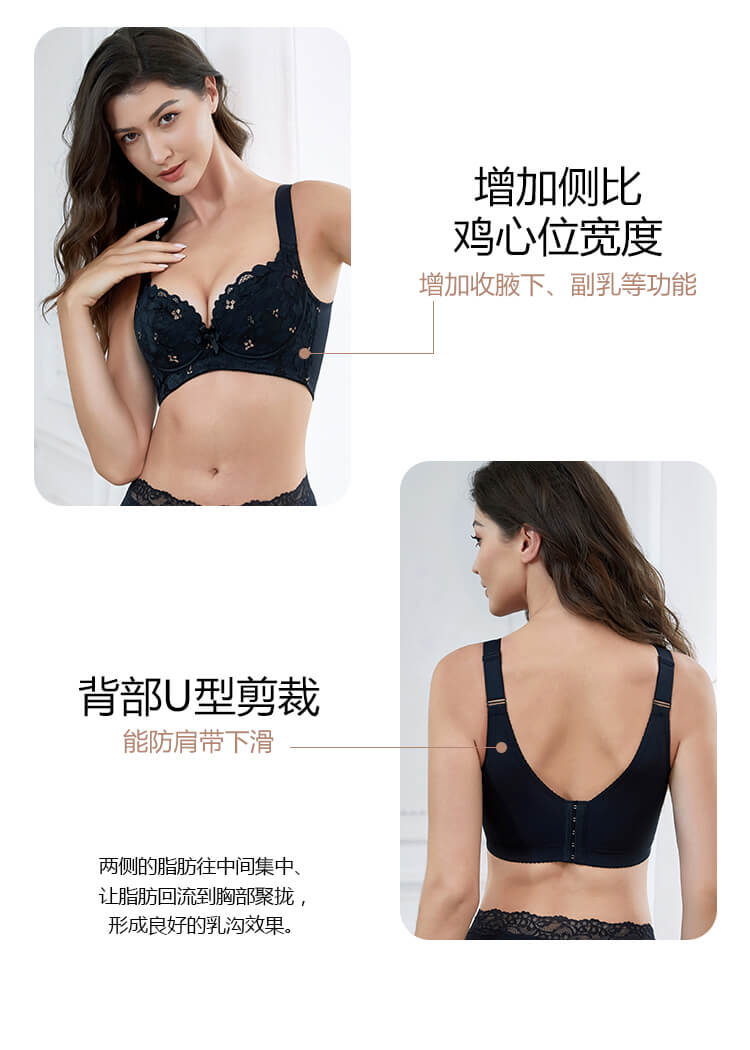 增加侧比
鸡心位宽度
增加收腋下、副乳等功能
背部U型剪裁
能防肩带下滑
两侧的脂肪往中间集中、
让脂肪回流到胸部聚拢，
形成良好的乳沟效果。